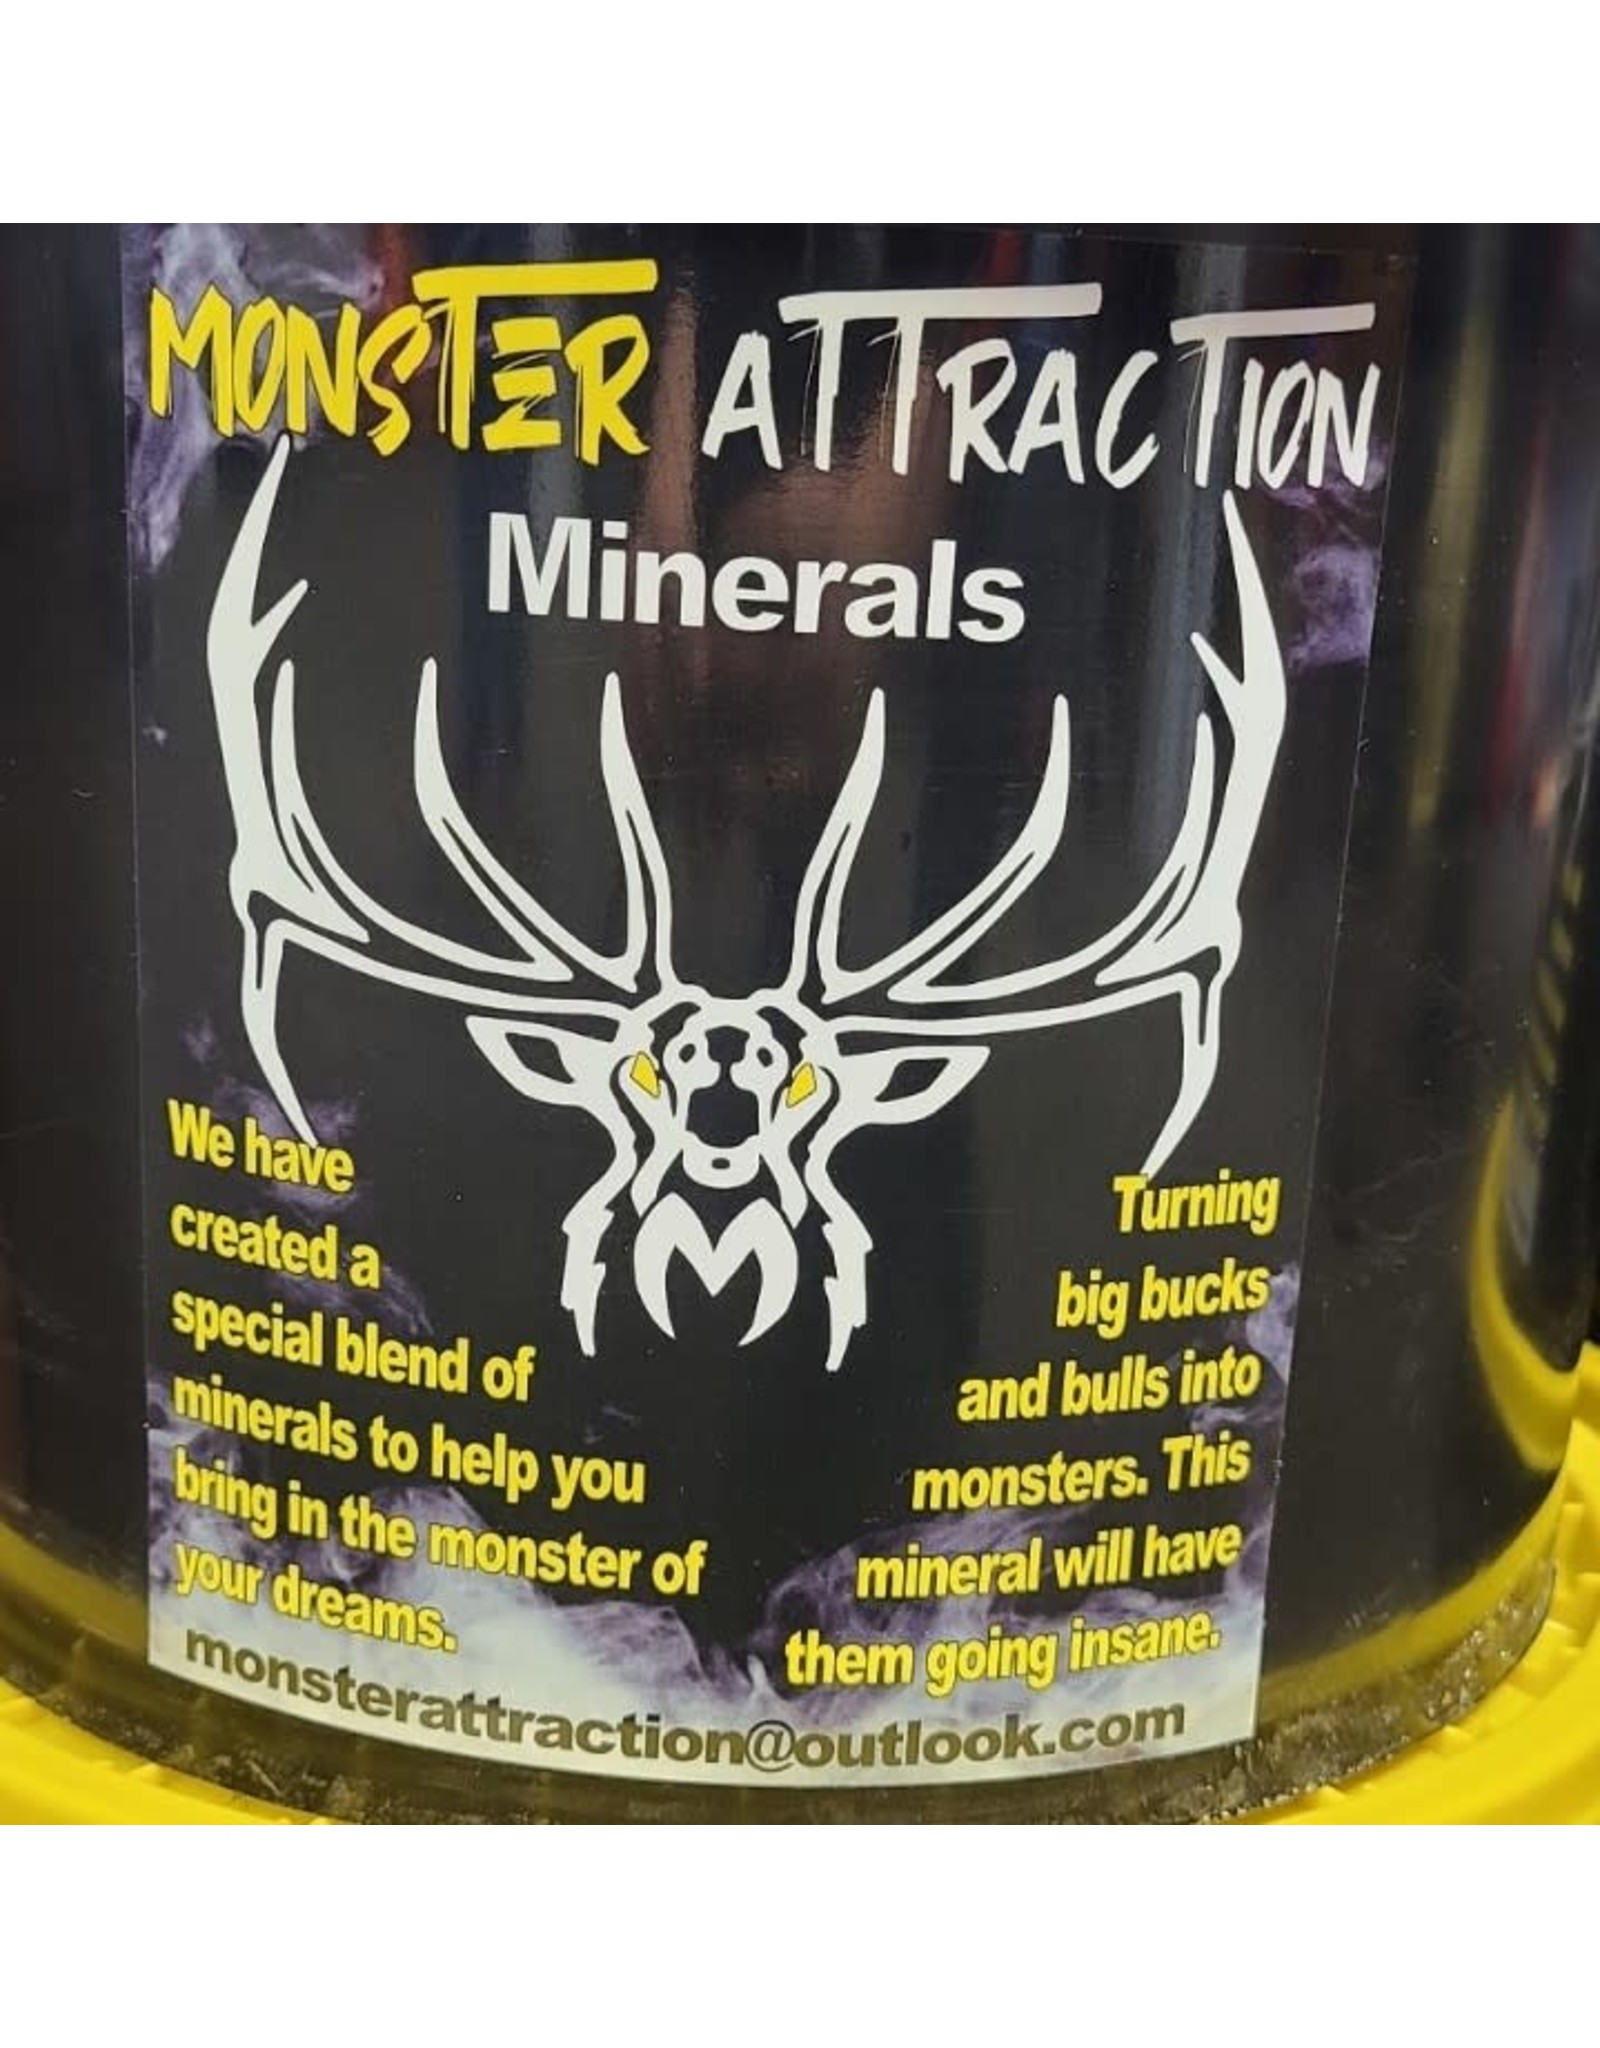 MONSTER ATTRACTION
Minerals
We have
created a
special blend of
minerals to help you
bring in the monster of
your dreams.
Turning
big bucks
and bulls into
monsters. This
mineral will have
them going insane.
monsterattraction@outlook.com